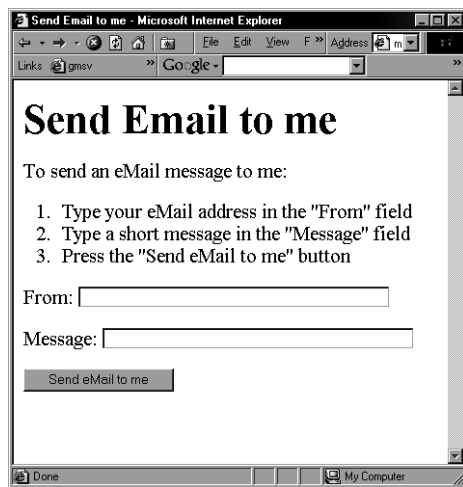 Send Email to me - Microsoft Internet Explorer
File Edit View F » Address m
Links gmsv » Google
Send Email to me
To send an eMail message to me:
1. Type your eMail address in the "From" field
2. Type a short message in the "Message" field
3. Press the "Send eMail to me" button
From:
Message:
Send eMail to me
Done My Computer